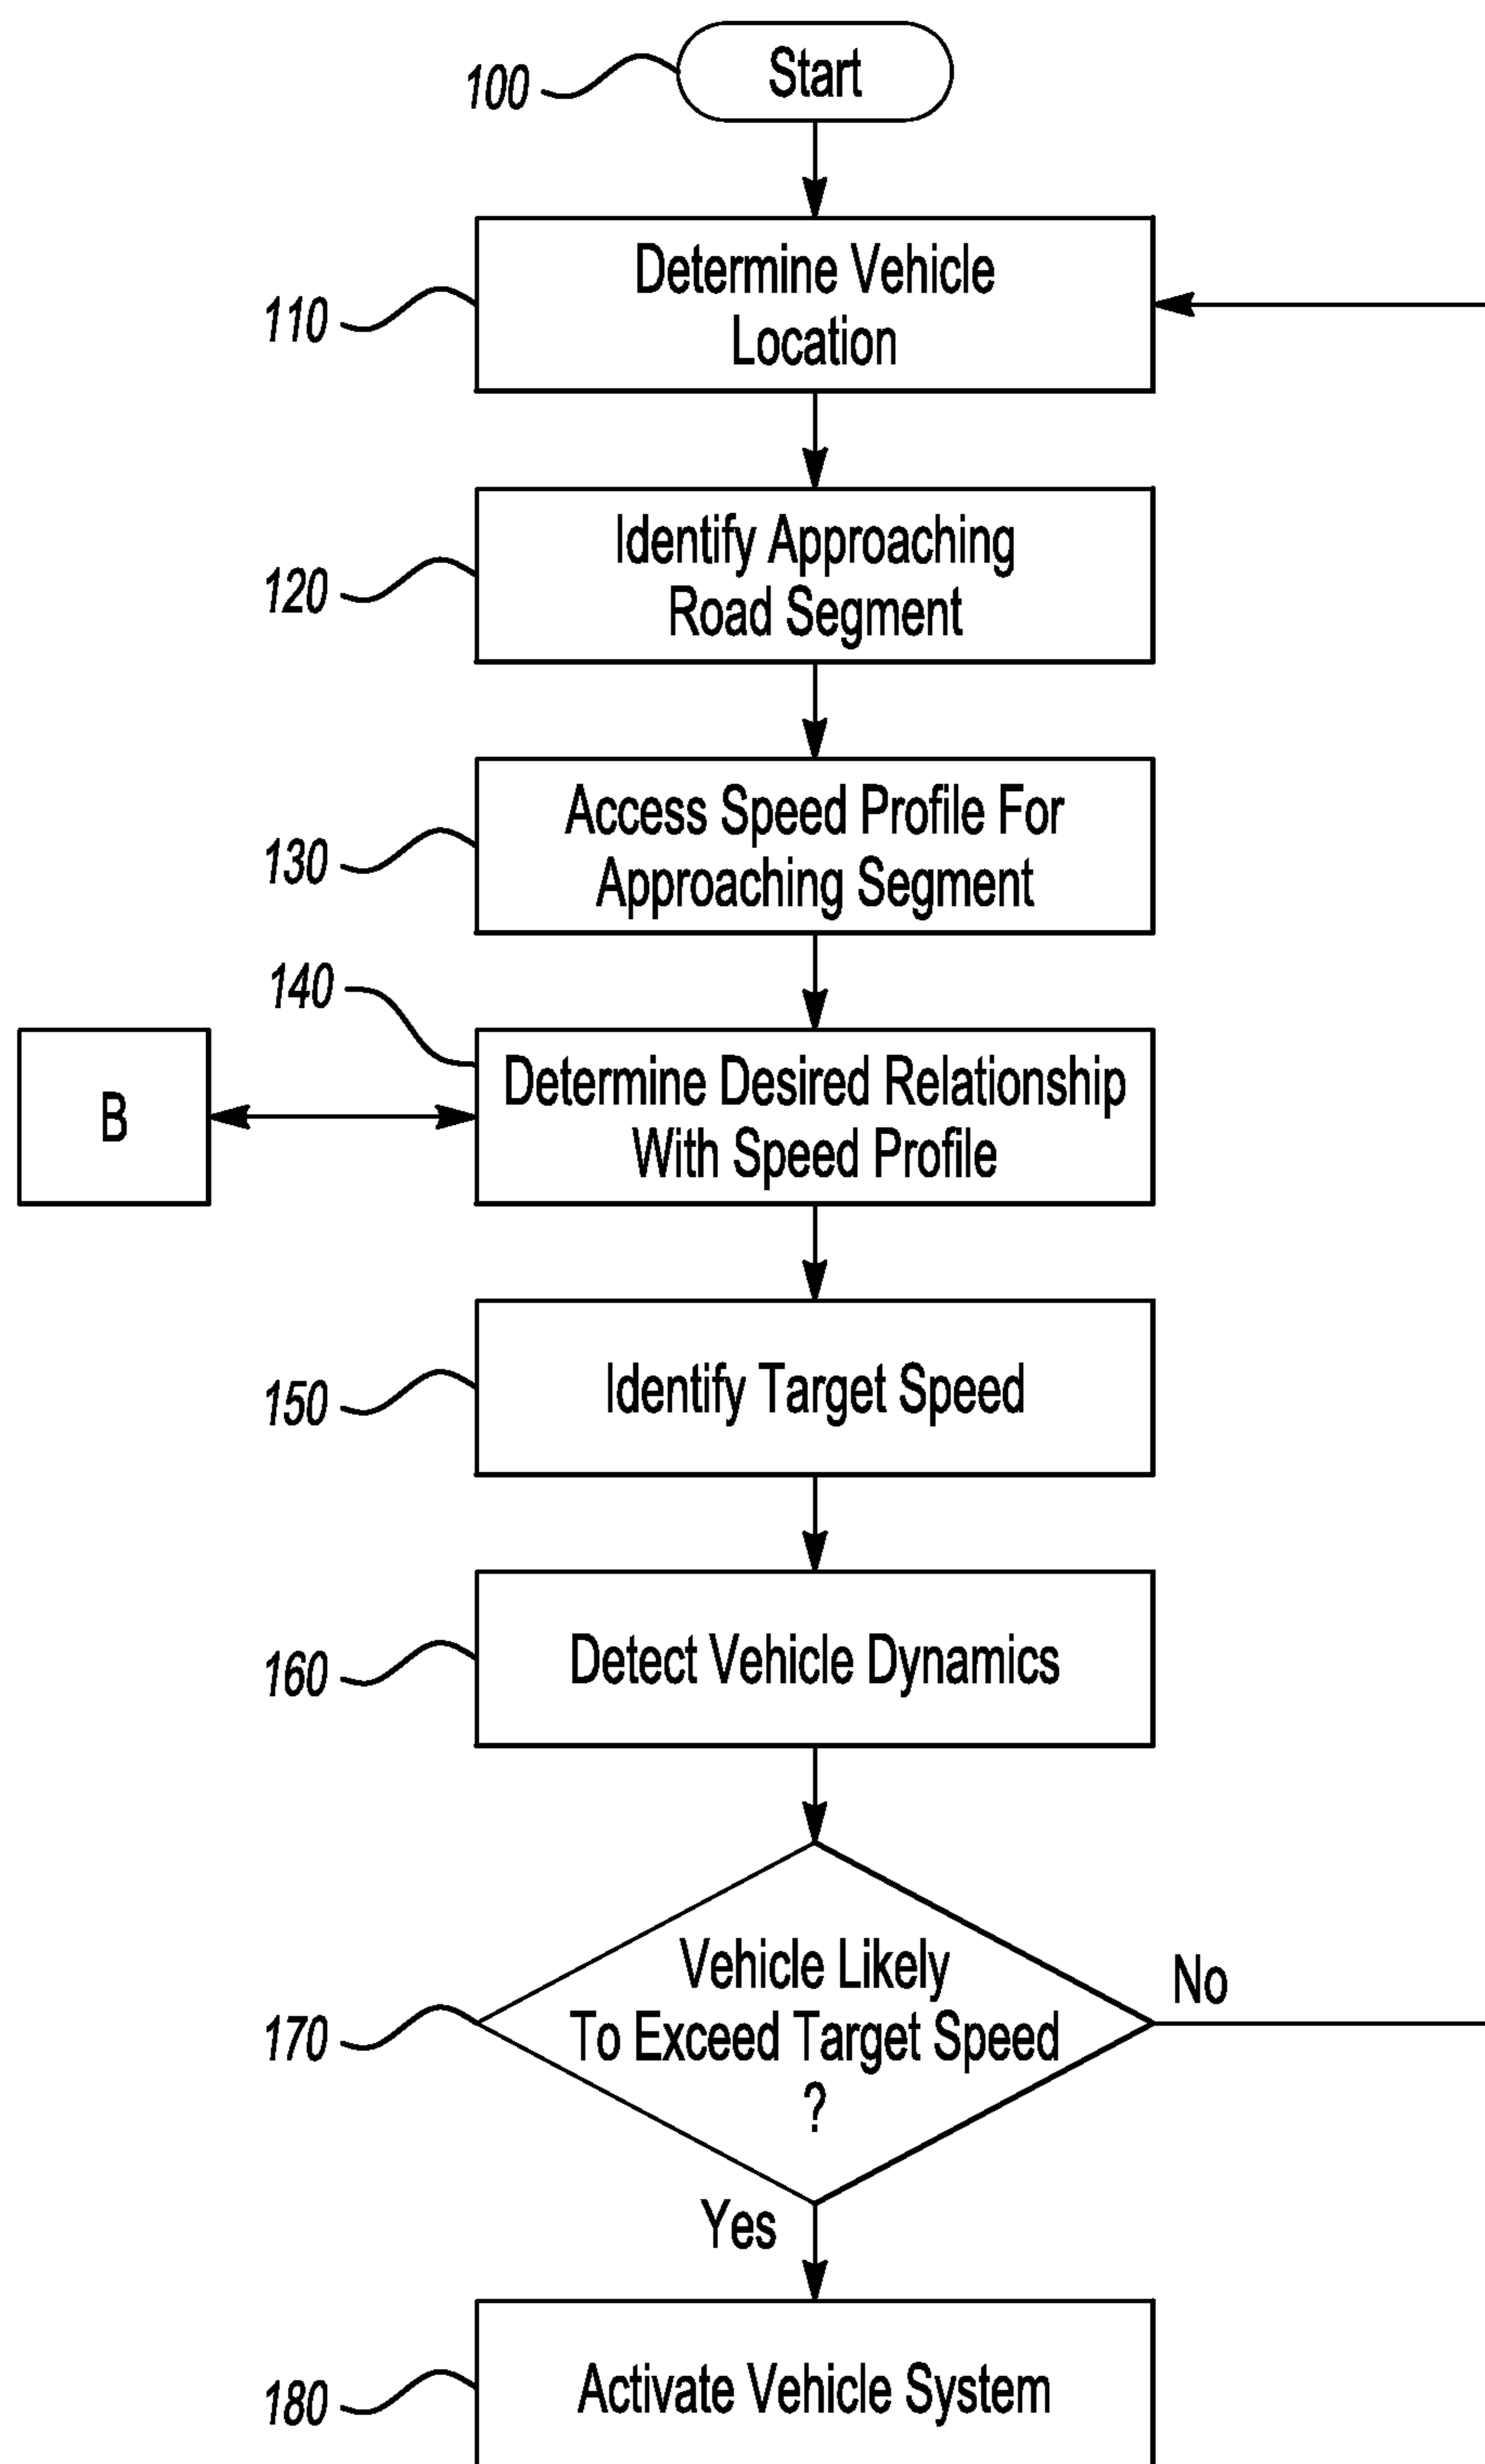 100
Start
110
Determine Vehicle
Location
120
Identify Approaching
Road Segment
130
Access Speed Profile For
Approaching Segment
140
B
Determine Desired Relationship
With Speed Profile
150
Identify Target Speed
160
Detect Vehicle Dynamics
170
Vehicle Likely
To Exceed Target Speed
?
No
Yes
180
Activate Vehicle System